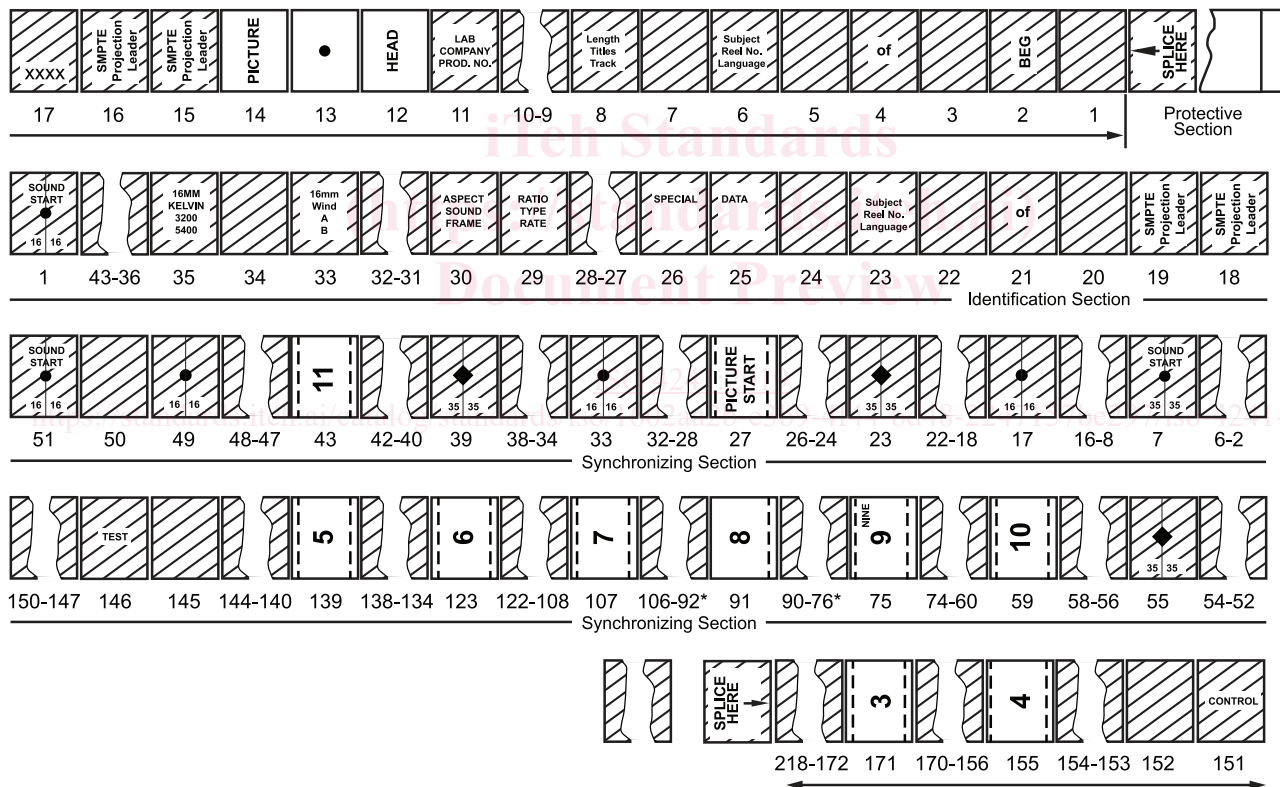 XXXX
SMPTE Projection Leader
SMPTE Projection Leader
PICTURE
HEAD
LAB COMPANY PROD. NO.
Length Titles Track
Subject Reel No. Language
of
BEG
SPLICE HERE
17 16 15 14 13 12 11 10-9 8 7 6 5 4 3 2 1 Protective Section
iTeh Standards
SOUND START 16 16
16MM KELVIN 3200 5400
16mm Wind A B
ASPECT SOUND FRAME
RATIO TYPE RATE
SPECIAL
DATA
Subject Reel No. Language
of
SMPTE Projection Leader
SMPTE Projection Leader
(https://standards.iteh.ai)
1 43-36 35 34 33 32-31 30 29 28-27 26 25 24 23 22 21 20 19 18
Document Preview
Identification Section
SOUND START 16 16
16 16
11
35 35
16 16
PICTURE START
35 35
16 16
SOUND START 35 35
51 50 49 48-47 43 42-40 39 38-34 33 32-28 27 26-24 23 22-18 17 16-8 7 6-2
Synchronizing Section
TEST
5
6
7
8
NINE 9
10
35 35
150-147 146 145 144-140 139 138-134 123 122-108 107 106-92* 91 90-76* 75 74-60 59 58-56 55 54-52
Synchronizing Section
SPLICE HERE
3
4
CONTROL
218-172 171 170-156 155 154-153 152 151